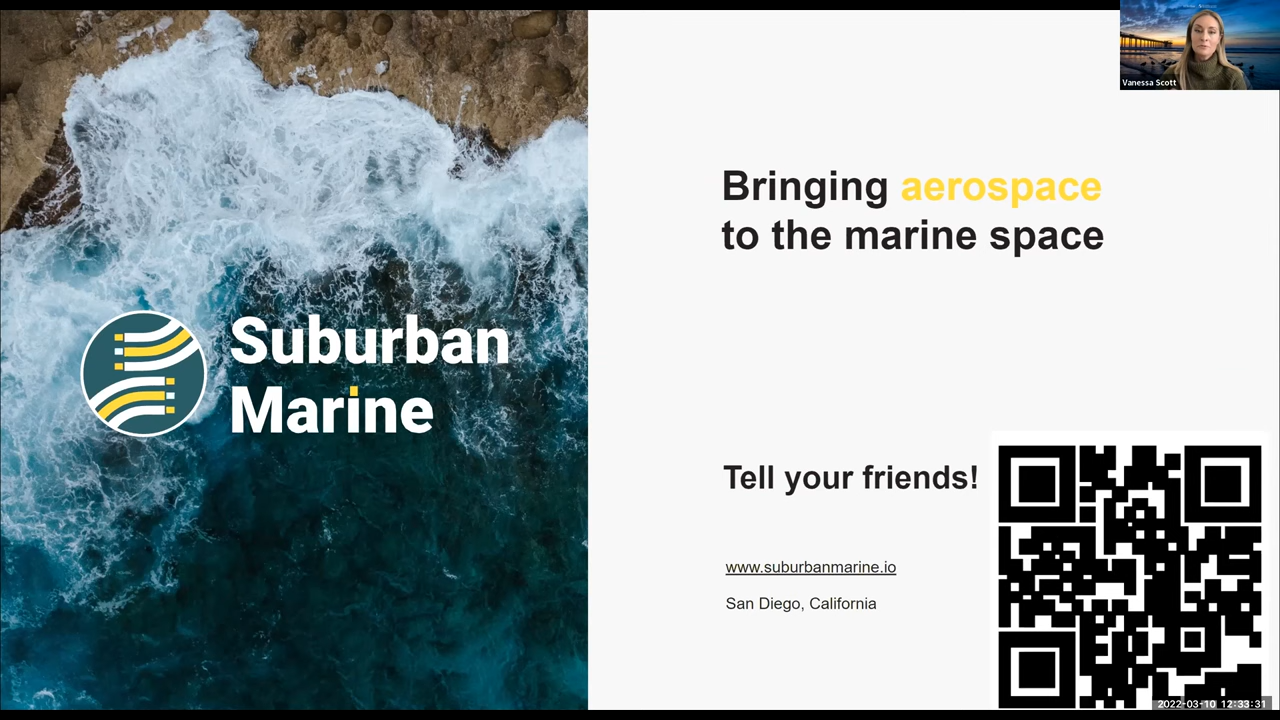 Vanessa Scott
Bringing aerospace
to the marine space
Suburban
Marine
Tell your friends!
www.suburbanmarine.io
San Diego, California
2022-03-10 12:33:31